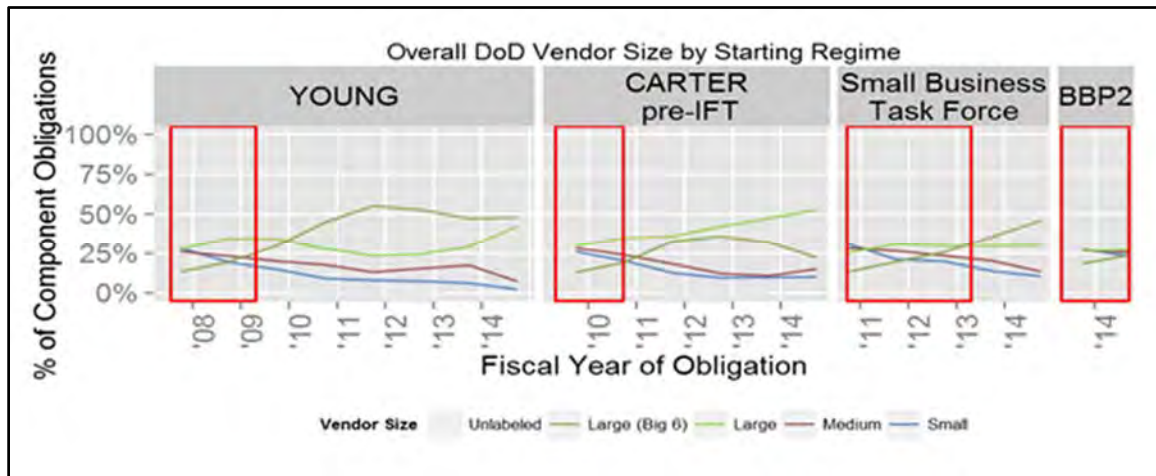 Overall DoD Vendor Size by Starting Regime
YOUNG
CARTER
pre-IFT
Small Business
Task Force
BBP2
% of Component Obligations
100%
75%
50%
25%
0%
'08 '09 '10 '11 '12 '13 '14
'10 '11 '12 '13 '14
'11 '12 '13 '14
'14
Fiscal Year of Obligation
Vendor Size Unlabeled Large (Big 6) Large Medium Small